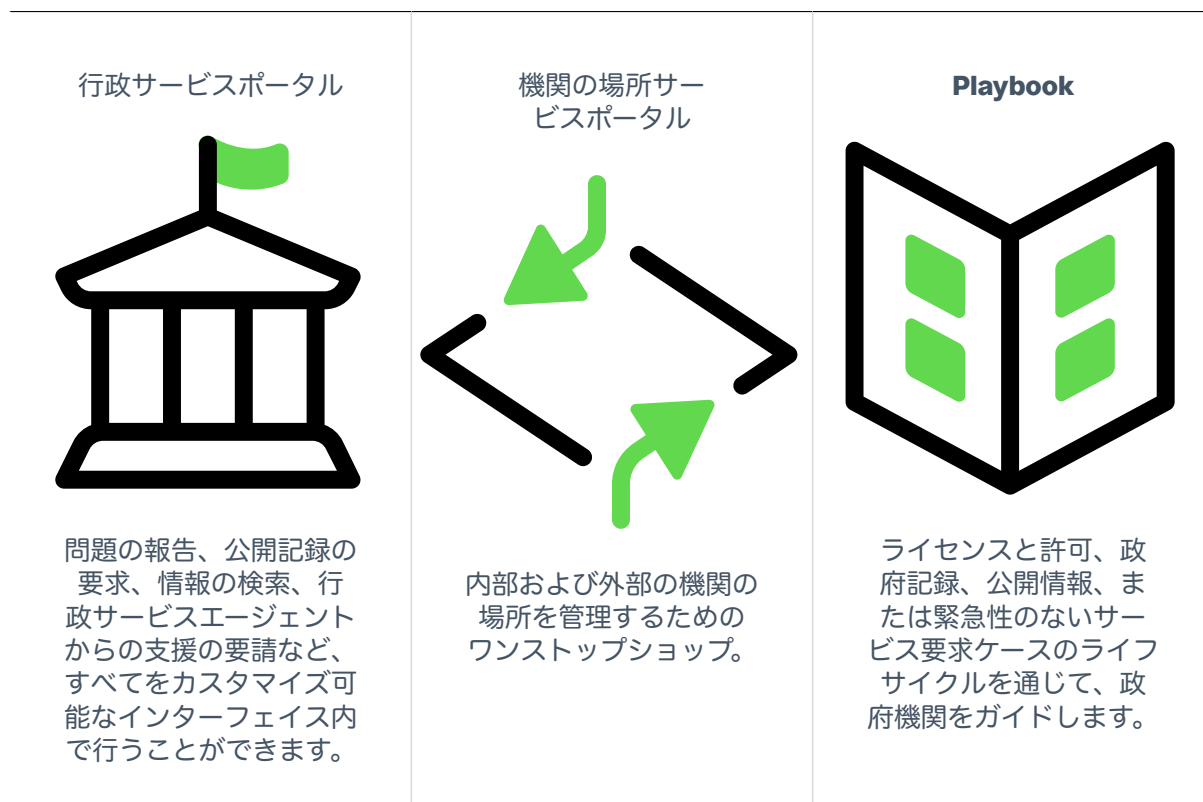 行政サービスポータル
問題の報告、公開記録の
要求、情報の検索、行
政サービスエージェント
からの支援の要請など、
すべてをカスタマイズ可
能なインターフェイス内
で行うことができます。
機関の場所サー
ビスポータル
内部および外部の機関の
場所を管理するための
ワンストップショップ。
Playbook
ライセンスと許可、政
府記録、公開情報、ま
たは緊急性のないサー
ビス要求ケースのライフ
サイクルを通じて、政
府機関をガイドします。